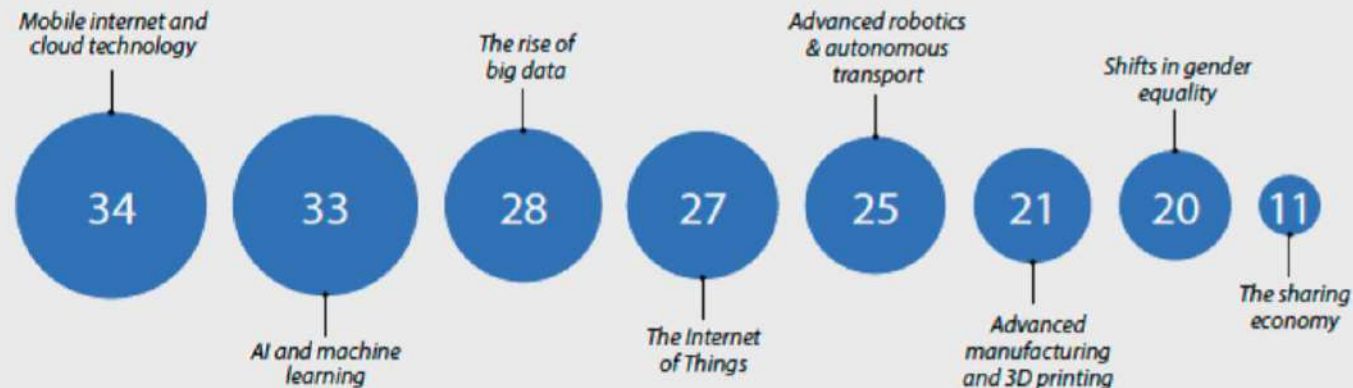 Mobile internet and
cloud technology
34
AI and machine
learning
33
The rise of
big data
28
The Internet
of Things
27
Advanced robotics
& autonomous
transport
25
Advanced
manufacturing
and 3D printing
21
Shifts in gender
equality
20
The sharing
economy
11